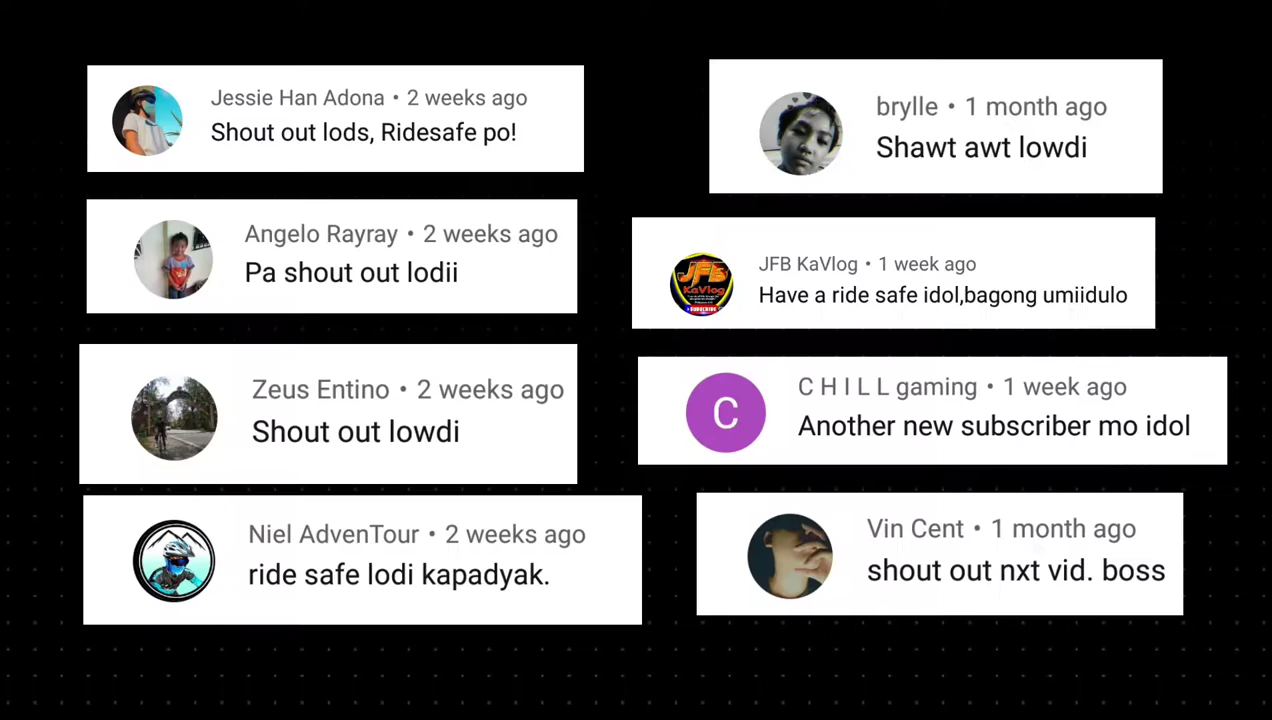 Jessie Han Adona • 2 weeks ago
Shout out lods, Ridesafe po!
Angelo Rayray • 2 weeks ago
Pa shout out lodii
Zeus Entino • 2 weeks ago
Shout out lowdi
Niel AdvenTour • 2 weeks ago
ride safe lodi kapadyak.
brylle • 1 month ago
Shawt awt lowdi
JFB
KaVlog
SUBSCRIBE
JFB KaVlog • 1 week ago
Have a ride safe idol,bagong umiidulo
C
C H I L L gaming • 1 week ago
Another new subscriber mo idol
Vin Cent • 1 month ago
shout out nxt vid. boss